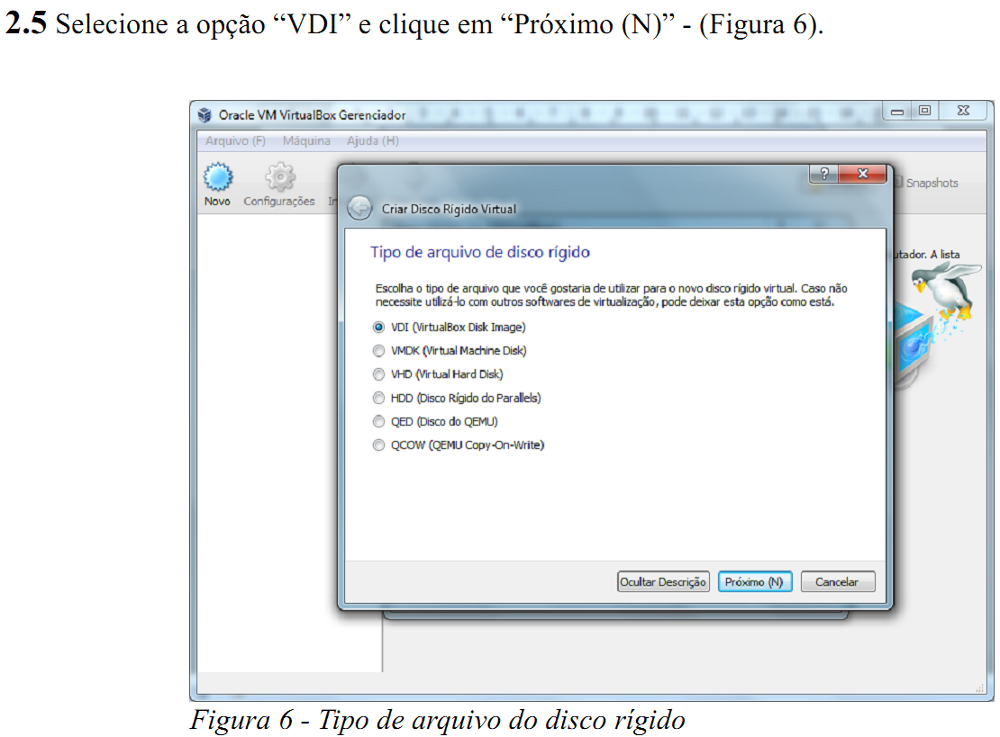 2.5 Selecione a opção “VDI” e clique em “Próximo (N)” - (Figura 6).
Oracle VM VirtualBox Gerenciador
Arquivo (F) Máquina Ajuda (H)
Novo Configurações Snapshots
Criar Disco Rígido Virtual
A lista
Tipo de arquivo de disco rígido
Escolha o tipo de arquivo que você gostaria de utilizar para o novo disco rígido virtual. Caso não
necessite utilizá-lo com outros softwares de virtualização, pode deixar esta opção como está.
VDI (VirtualBox Disk Image)
VMDK (Virtual Machine Disk)
VHD (Virtual Hard Disk)
HDD (Disco Rígido do Parallels)
QED (Disco do QEMU)
QCOW (QEMU Copy-On-Write)
Ocultar Descrição Próximo (N) Cancelar
Figura 6 - Tipo de arquivo do disco rígido